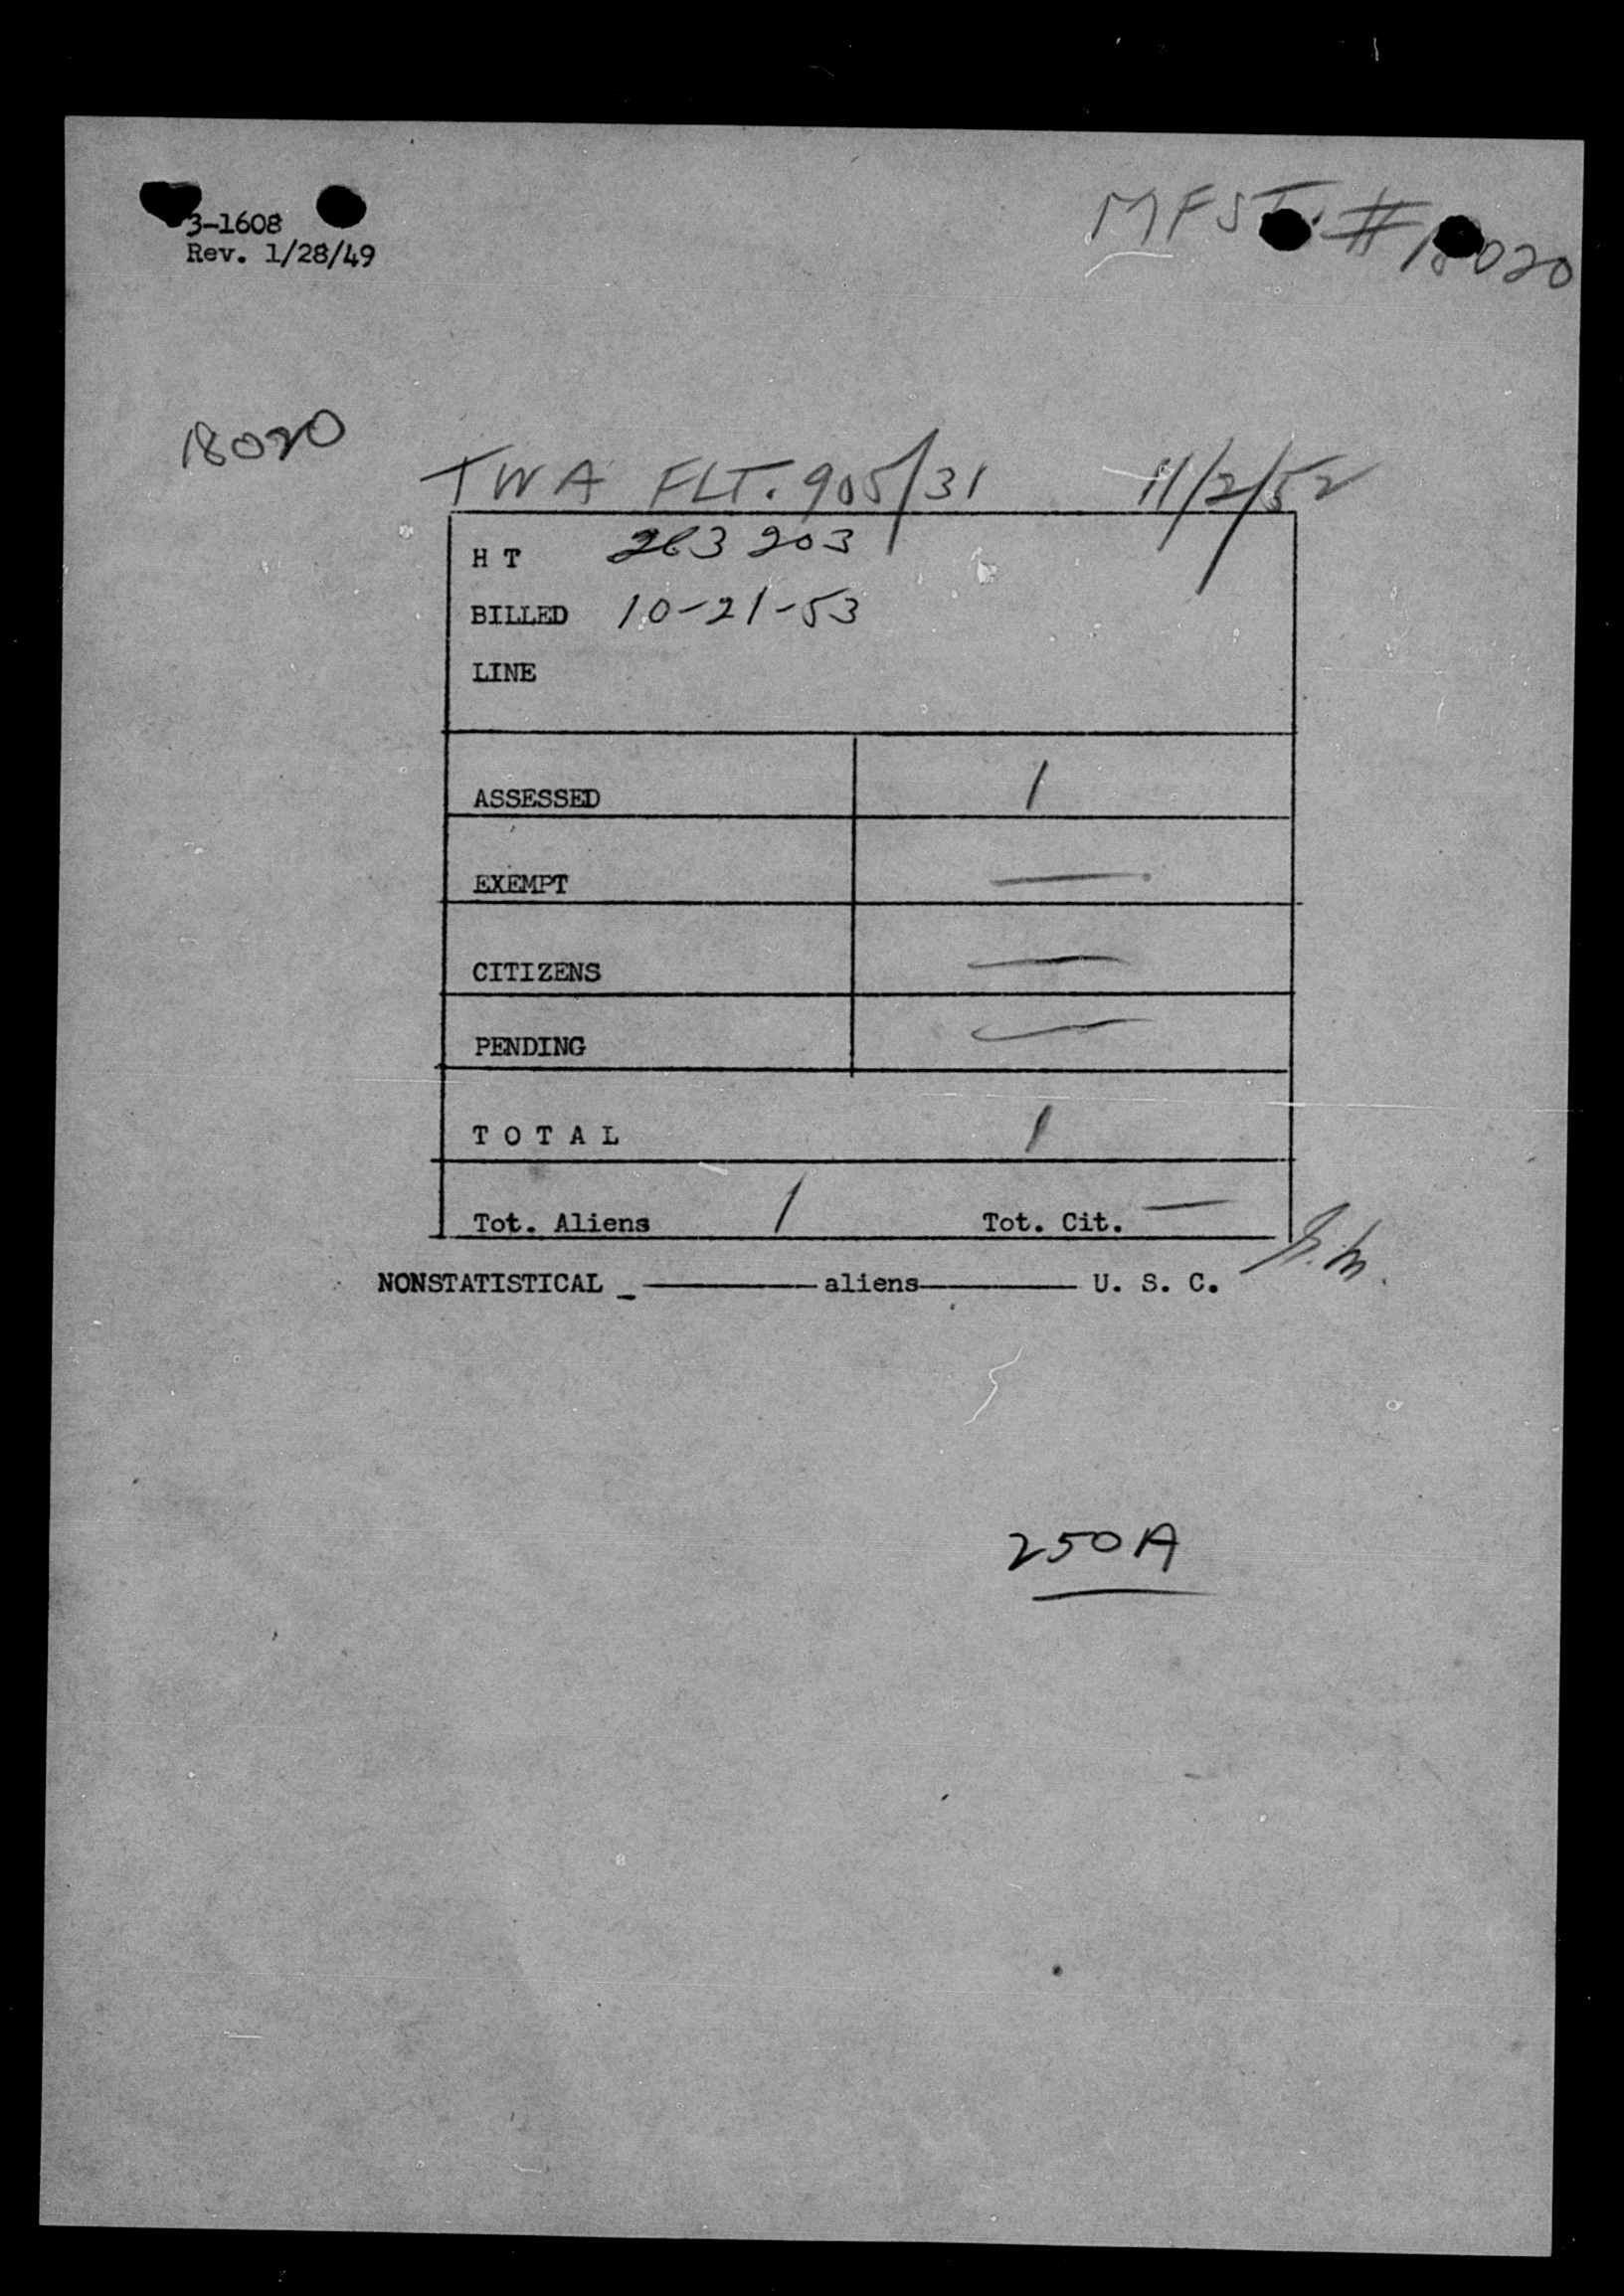 3-1608
Rev. 1/28/49
MFST. # 18020
18020
TWA FLT. 905/31 11/2/52
H T 203
BILLED 10-21-53
LINE
ASSESSED 1
EXEMPT —
CITIZENS —
PENDING —
T O T A L 1
Tot. Aliens 1 Tot. Cit. —
NONSTATISTICAL _ ——— aliens ——— U. S. C.
250A